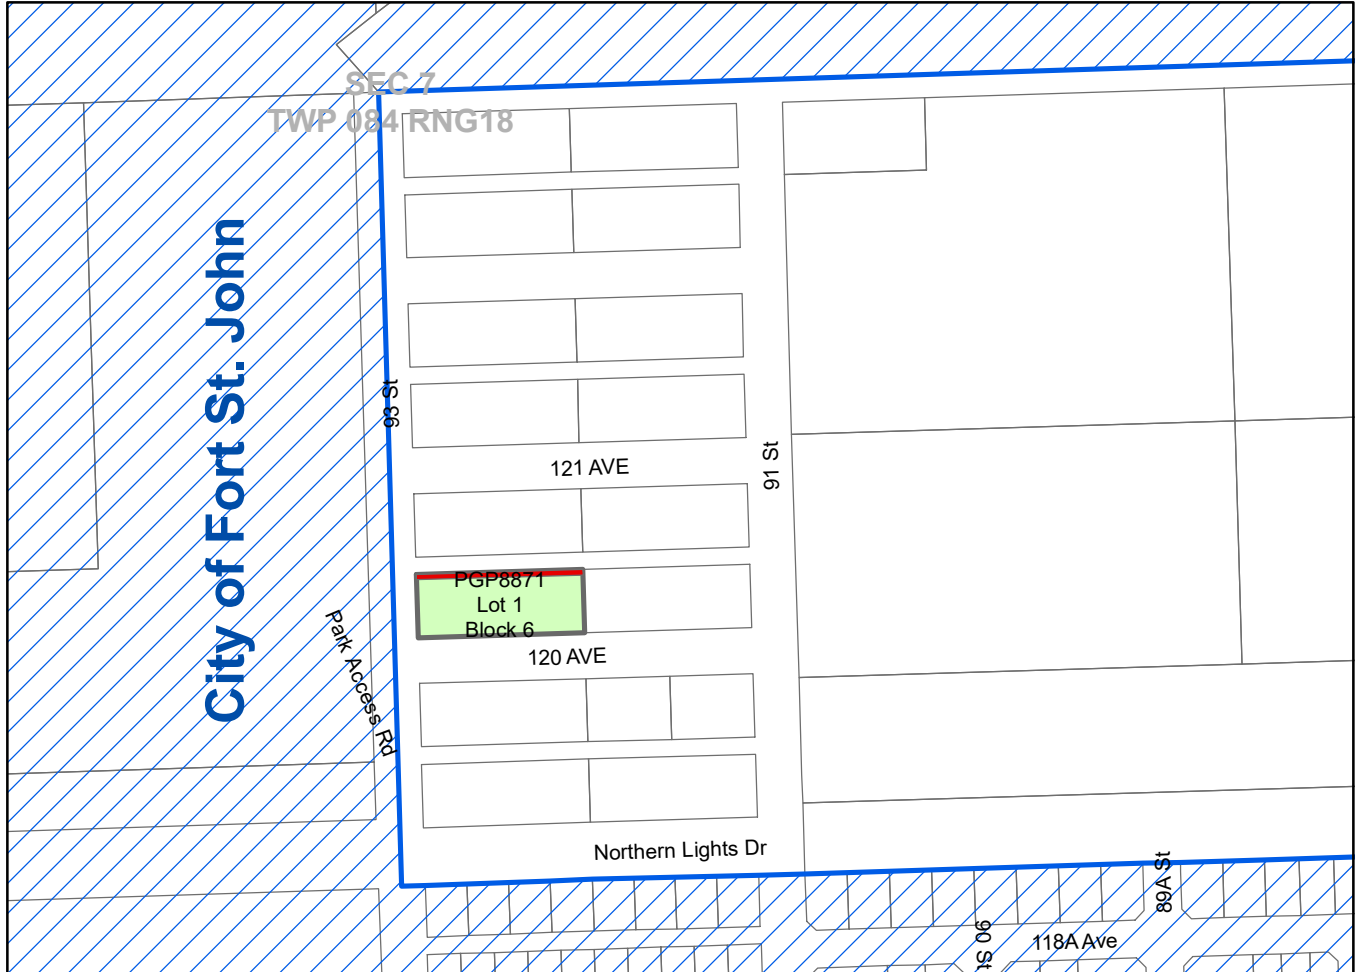 SEC 7
TWP 084 RNG18
City of Fort St. John
93 St
121 AVE
91 St
PGP8871
Lot 1
Block 6
120 AVE
Park Access Rd
Northern Lights Dr
89A St
90 St
118A Ave